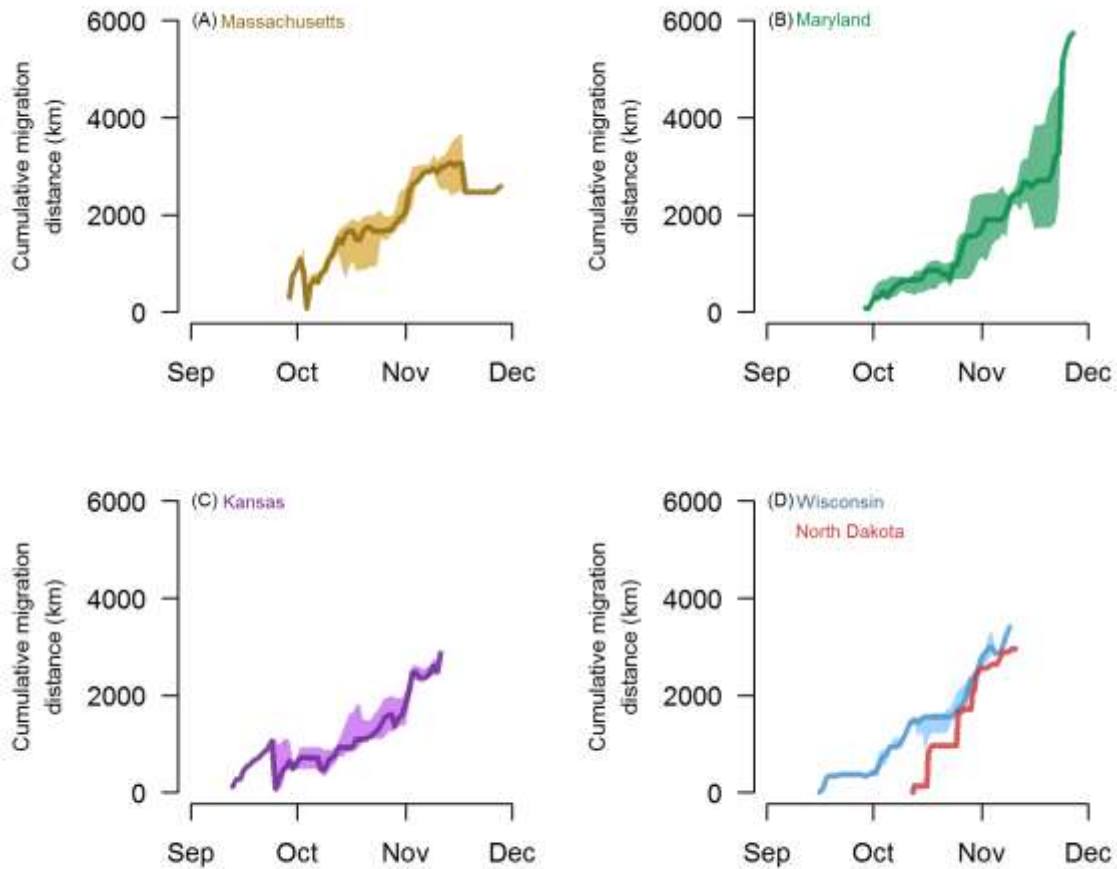 (A) Massachusetts
Cumulative migration
distance (km)
6000
4000
2000
0
Sep Oct Nov Dec
(B) Maryland
Cumulative migration
distance (km)
6000
4000
2000
0
Sep Oct Nov Dec
(C) Kansas
Cumulative migration
distance (km)
6000
4000
2000
0
Sep Oct Nov Dec
(D) Wisconsin
North Dakota
Cumulative migration
distance (km)
6000
4000
2000
0
Sep Oct Nov Dec